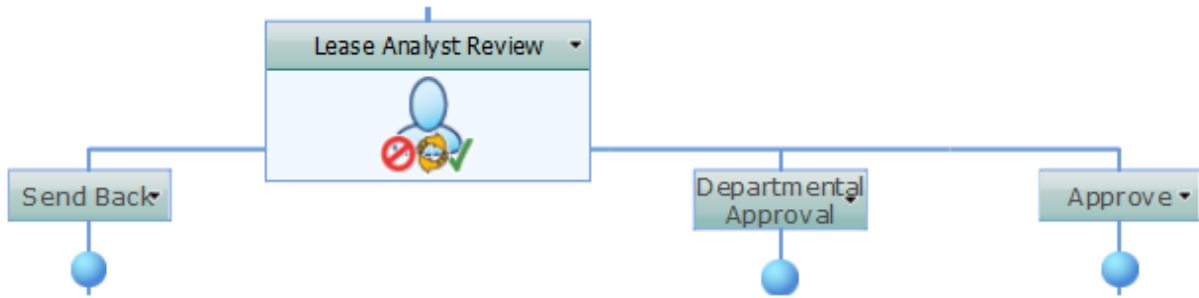 Lease Analyst Review
Send Back
Departmental
Approval
Approve